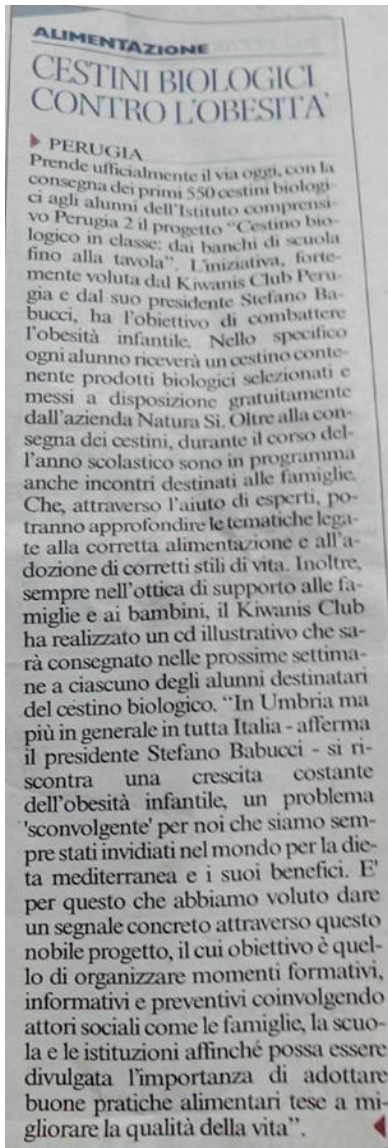 ALIMENTAZIONE
CESTINI BIOLOGICI
CONTRO L'OBESITA'
PERUGIA
Prende ufficialmente il via oggi, con la
consegna dei primi 550 cestini biologi-
ci agli alunni dell'Istituto comprensi-
vo Perugia 2 il progetto "Cestino bio-
logico in classe: dai banchi di scuola
fino alla tavola". L'iniziativa, forte-
mente voluta dal Kiwanis Club Peru-
gia e dal suo presidente Stefano Ba-
bucci, ha l'obiettivo di combattere
l'obesità infantile. Nello specifico
ogni alunno riceverà un cestino conte-
nente prodotti biologici selezionati e
messi a disposizione gratuitamente
dall'azienda Natura Sì. Oltre alla con-
segna dei cestini, durante il corso del-
l'anno scolastico sono in programma
anche incontri destinati alle famiglie.
Che, attraverso l'aiuto di esperti, po-
tranno approfondire le tematiche lega-
te alla corretta alimentazione e all'a-
dozione di corretti stili di vita. Inoltre,
sempre nell'ottica di supporto alle fa-
miglie e ai bambini, il Kiwanis Club
ha realizzato un cd illustrativo che sa-
rà consegnato nelle prossime settima-
ne a ciascuno degli alunni destinatari
del cestino biologico. "In Umbria ma
più in generale in tutta Italia - afferma
il presidente Stefano Babucci - si ri-
scontra una crescita costante
dell'obesità infantile, un problema
'sconvolgente' per noi che siamo sem-
pre stati invidiati nel mondo per la die-
ta mediterranea e i suoi benefici. E'
per questo che abbiamo voluto dare
un segnale concreto attraverso questo
nobile progetto, il cui obiettivo è quel-
lo di organizzare momenti formativi,
informativi e preventivi coinvolgendo
attori sociali come le famiglie, la scuo-
la e le istituzioni affinché possa essere
divulgata l'importanza di adottare
buone pratiche alimentari tese a mi-
gliorare la qualità della vita".